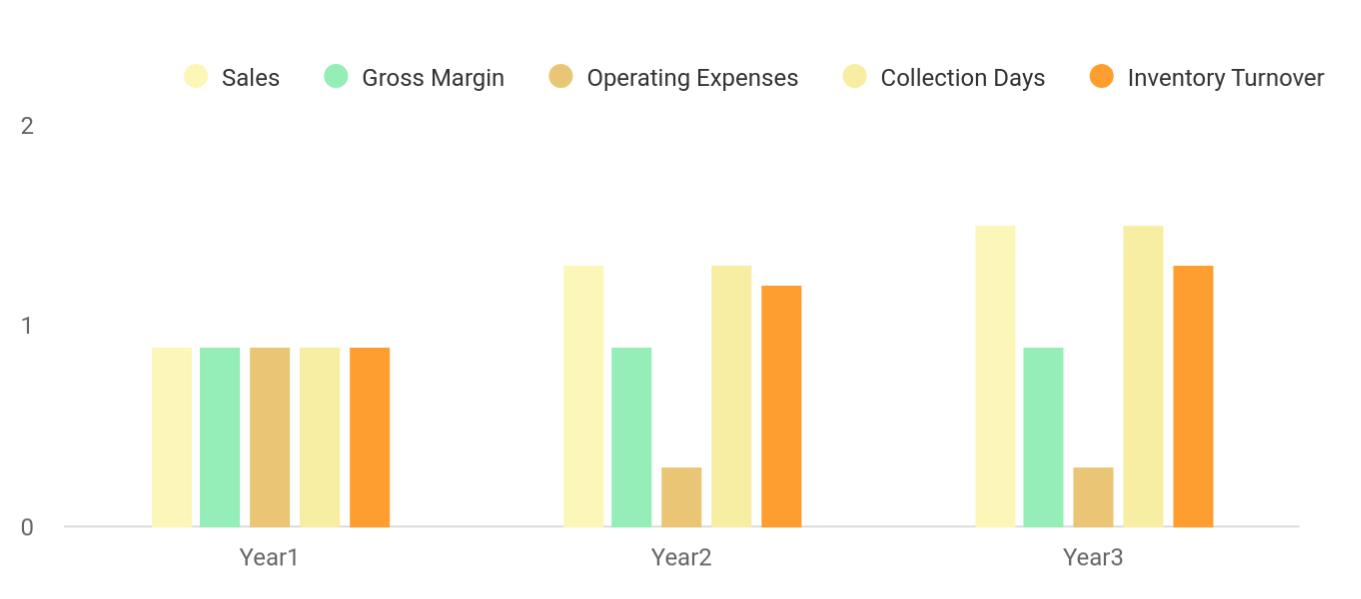 Sales Gross Margin Operating Expenses Collection Days Inventory Turnover
2
1
0
Year1 Year2 Year3